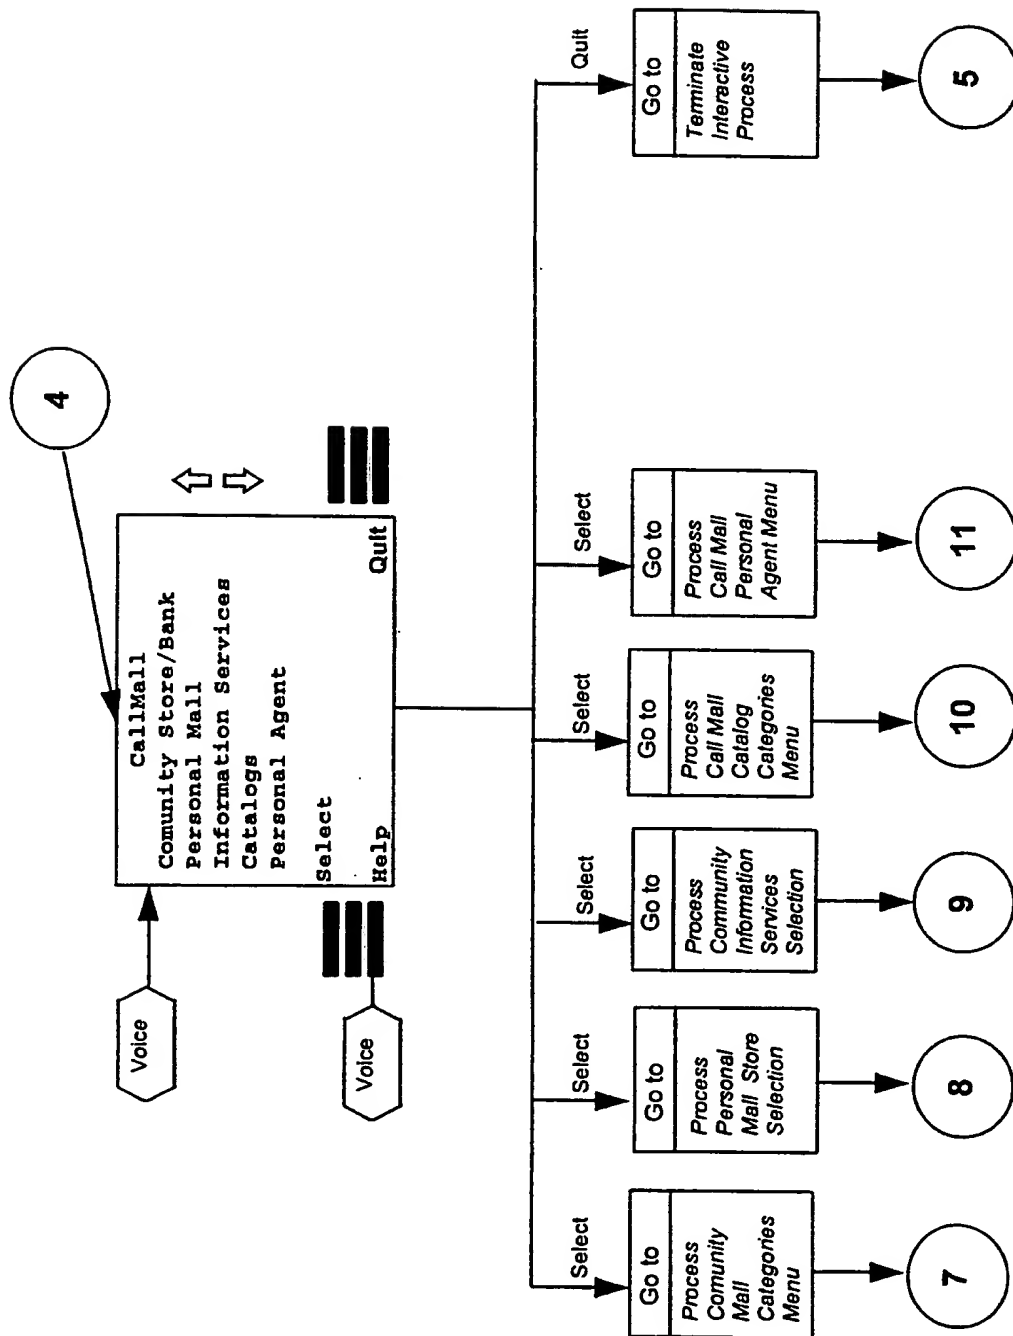 4
Voice
CallMall
Comunity Store/Bank
Personal Mall
Information Services
Catalogs
Personal Agent
Select
Help Quit
Voice
Select
Select
Select
Select
Select
Quit
Go to
Process
Comunity
Mall
Categories
Menu
7
Go to
Process
Personal
Mall Store
Selection
8
Go to
Process
Community
Information
Services
Selection
9
Go to
Process
Call Mall
Catalog
Categories
Menu
10
Go to
Process
Call Mall
Personal
Agent Menu
11
Go to
Terminate
Interactive
Process
5